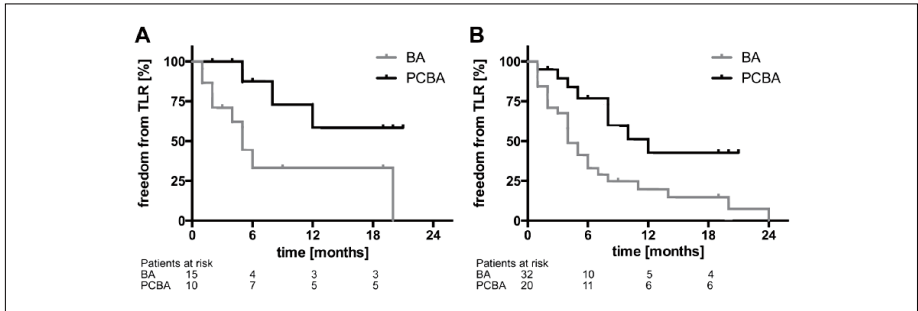 A
BA
PCBA
freedom from TLR [%]
100
75
50
25
0
0 6 12 18 24
time [months]
Patients at risk
BA 15 4 3 3
PCBA 10 7 5 5
B
BA
PCBA
freedom from TLR [%]
100
75
50
25
0
0 6 12 18 24
time [months]
Patients at risk
BA 32 10 5 4
PCBA 20 11 6 6